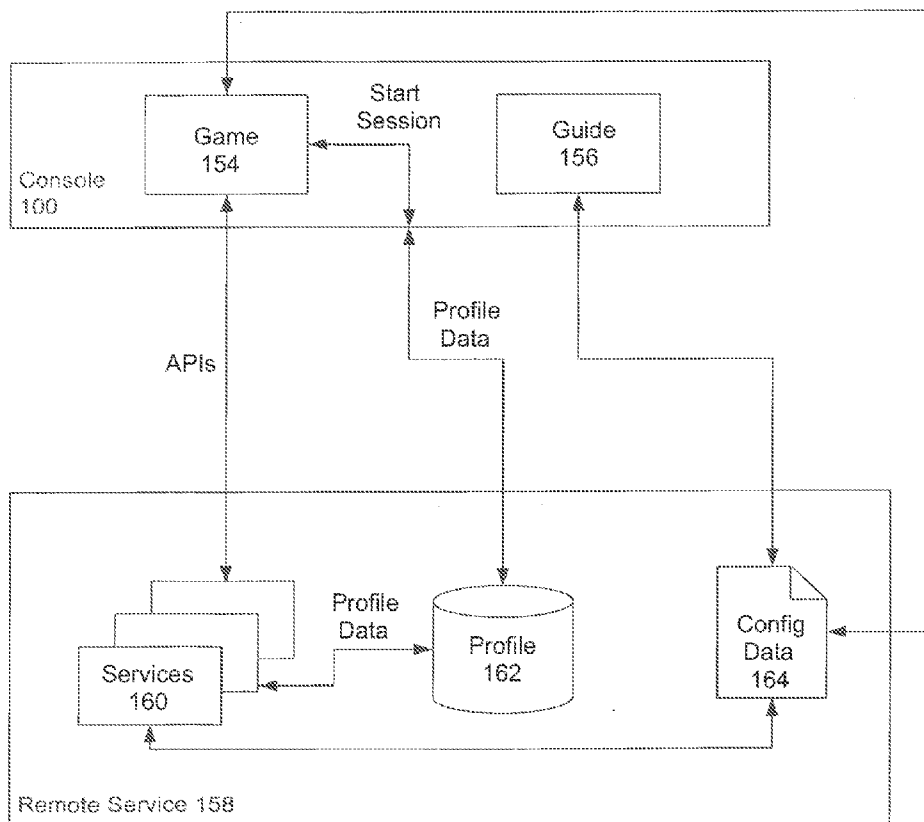 Start
Session
Game
154
Guide
156
Console
100
Profile
Data
APIs
Profile
Data
Services
160
Profile
162
Config
Data
164
Remote Service 158